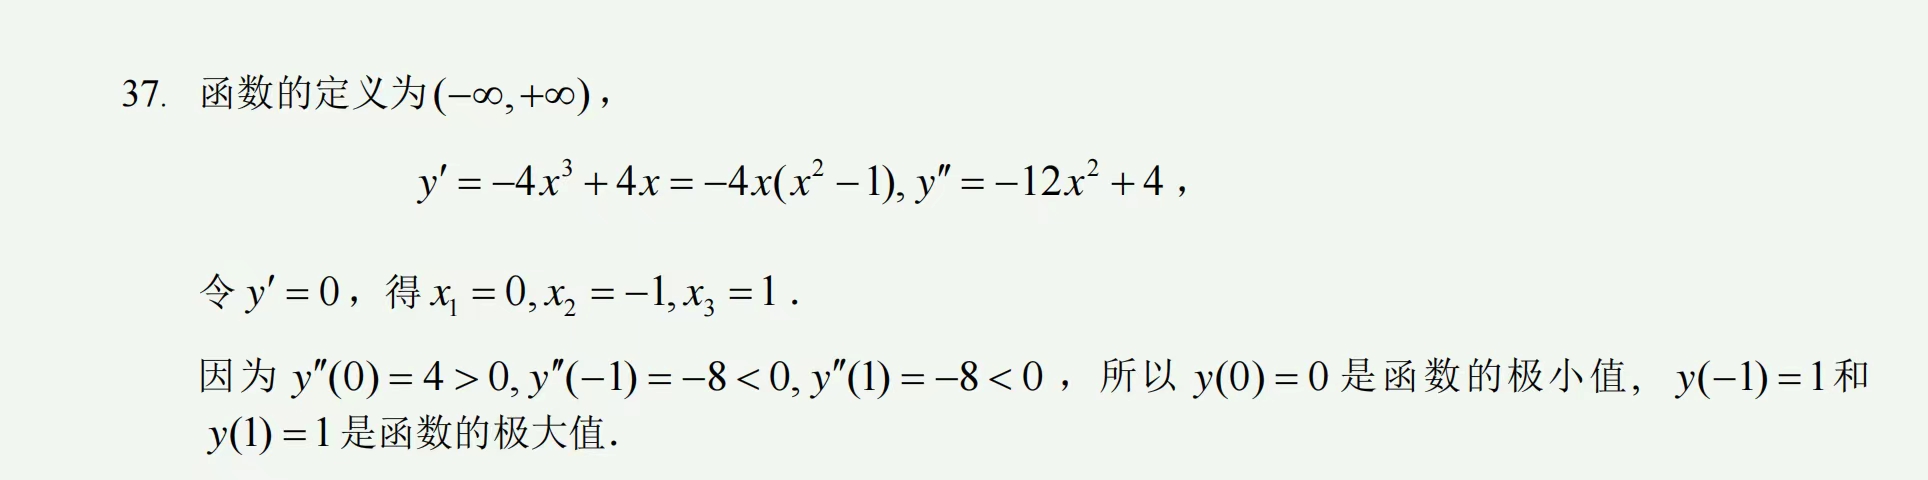 37. 函数的定义为(−∞,+∞)，
y′ = −4x³ + 4x = −4x(x² − 1), y″ = −12x² + 4，
令 y′ = 0，得 x₁ = 0, x₂ = −1, x₃ = 1．
因为 y″(0) = 4 > 0, y″(−1) = −8 < 0, y″(1) = −8 < 0，所以 y(0) = 0 是函数的极小值，y(−1) = 1 和
y(1) = 1 是函数的极大值．